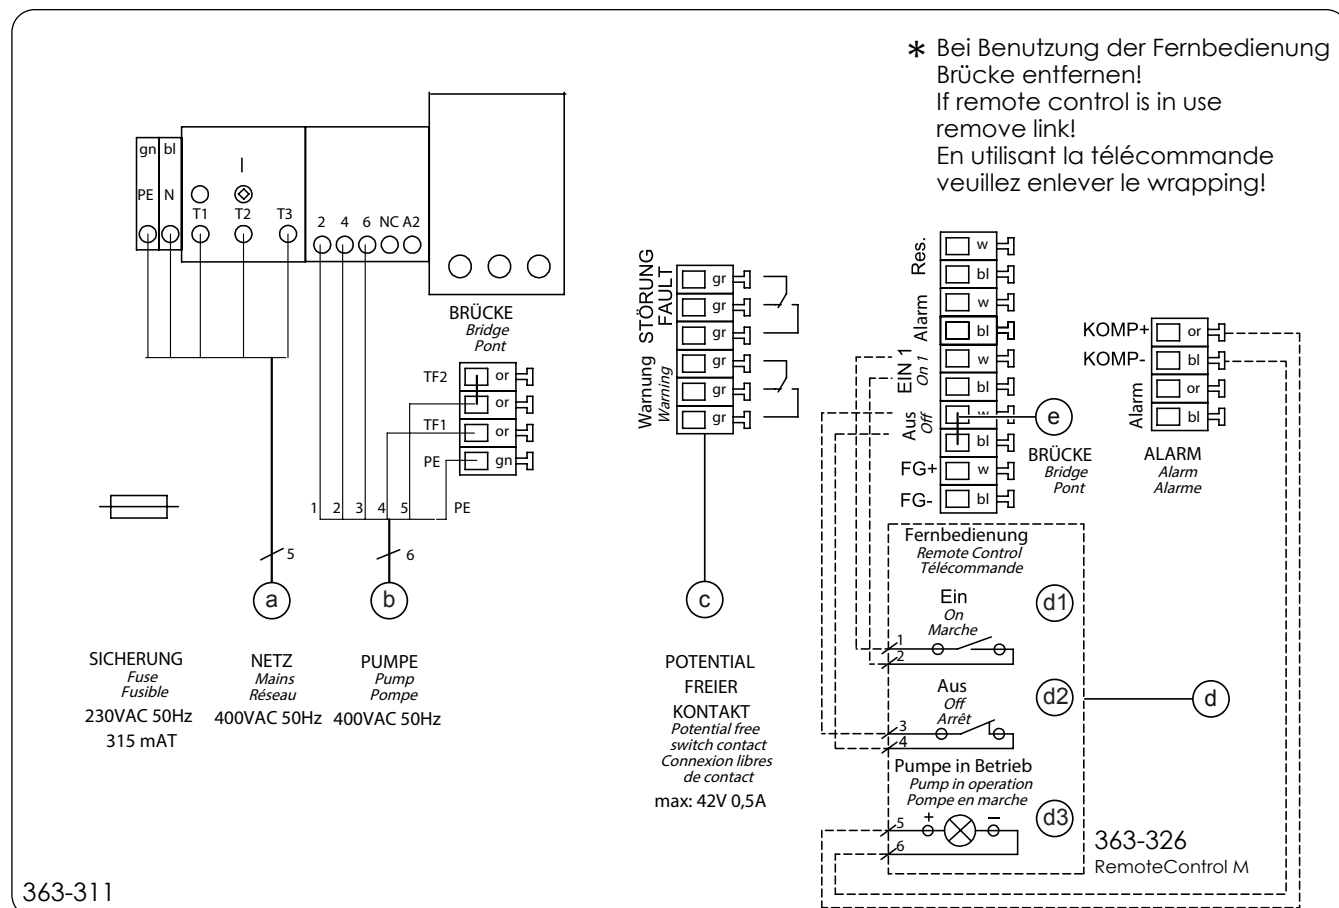 * Bei Benutzung der Fernbedienung
Brücke entfernen!
If remote control is in use
remove link!
En utilisant la télécommande
veuillez enlever le wrapping!
gn bl
I
PE N
T1 T2 T3
2 4 6 NC A2
BRÜCKE
Bridge
Pont
TF2 or
or
TF1 or
PE gn
1 2 3 4 5 PE
5
6
a
b
SICHERUNG
Fuse
Fusible
230VAC 50Hz
315 mAT
NETZ
Mains
Réseau
400VAC 50Hz
PUMPE
Pump
Pompe
400VAC 50Hz
STÖRUNG
FAULT
gr
gr
gr
Warnung
Warning
gr
gr
gr
c
POTENTIAL
FREIER
KONTAKT
Potential free
switch contact
Connexion libres
de contact
max: 42V 0,5A
Res.
w
bl
Alarm
w
bl
EIN 1
On 1
w
bl
Aus
Off
w
bl
FG+ w
FG- bl
e
BRÜCKE
Bridge
Pont
KOMP+ or
KOMP- bl
Alarm
or
bl
ALARM
Alarm
Alarme
Fernbedienung
Remote Control
Télécommande
Ein
On
Marche
d1
1
2
Aus
Off
Arrêt
d2
d
3
4
Pumpe in Betrieb
Pump in operation
Pompe en marche
d3
5
+ –
6
363-326
RemoteControl M
363-311